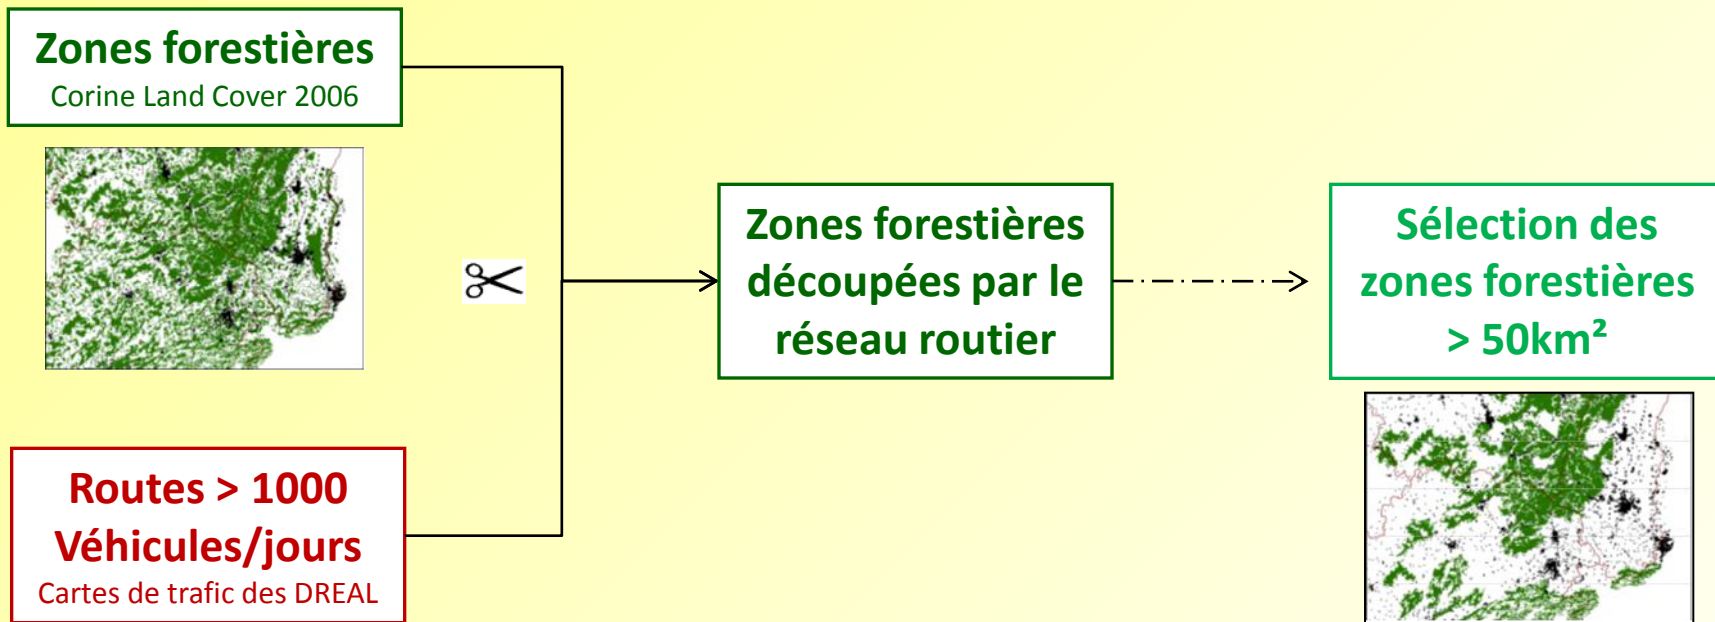 Zones forestières
Corine Land Cover 2006
Routes > 1000
Véhicules/jours
Cartes de trafic des DREAL
Zones forestières
découpées par le
réseau routier
Sélection des
zones forestières
> 50km²